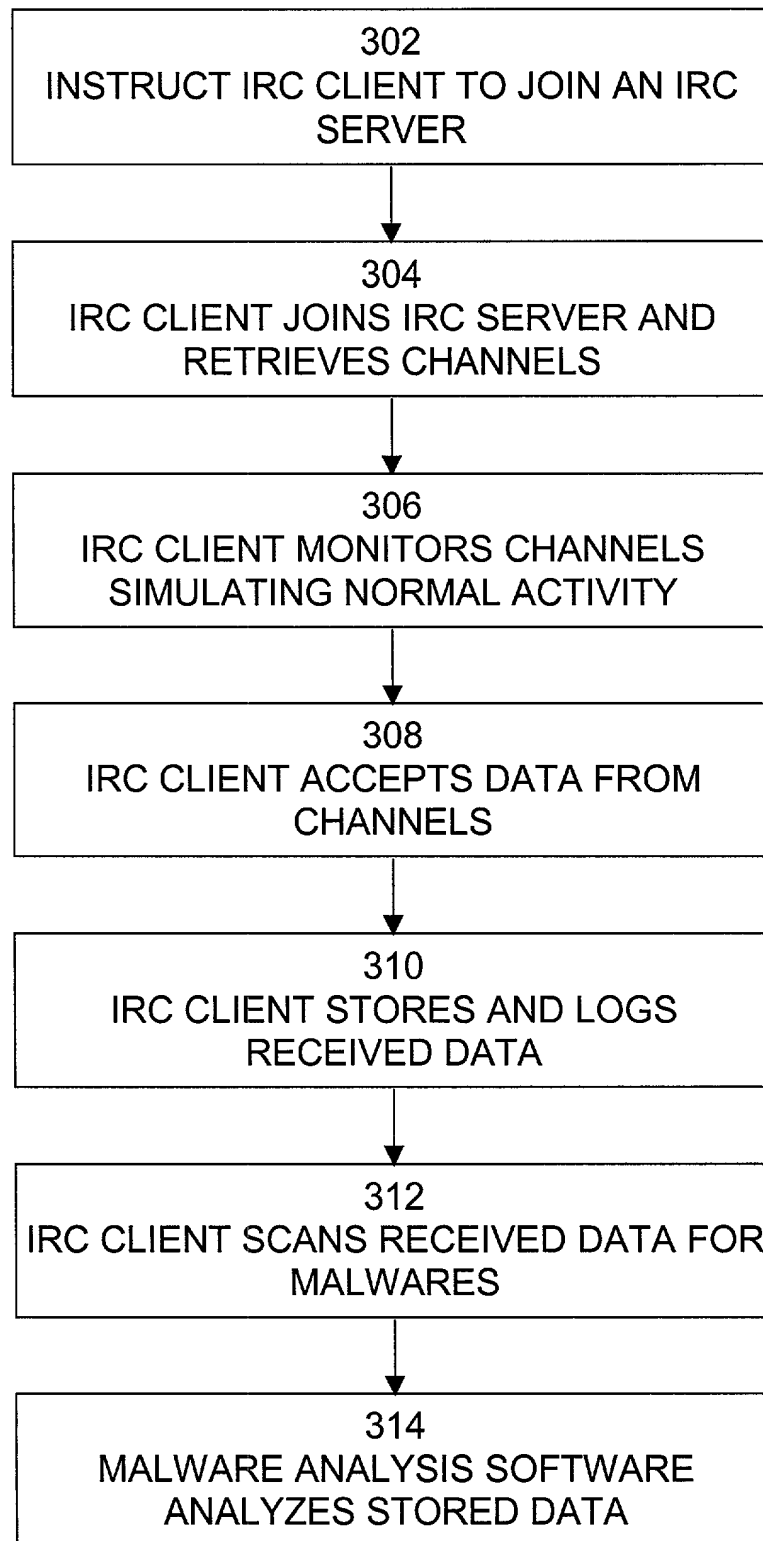 302
INSTRUCT IRC CLIENT TO JOIN AN IRC
SERVER
304
IRC CLIENT JOINS IRC SERVER AND
RETRIEVES CHANNELS
306
IRC CLIENT MONITORS CHANNELS
SIMULATING NORMAL ACTIVITY
308
IRC CLIENT ACCEPTS DATA FROM
CHANNELS
310
IRC CLIENT STORES AND LOGS
RECEIVED DATA
312
IRC CLIENT SCANS RECEIVED DATA FOR
MALWARES
314
MALWARE ANALYSIS SOFTWARE
ANALYZES STORED DATA